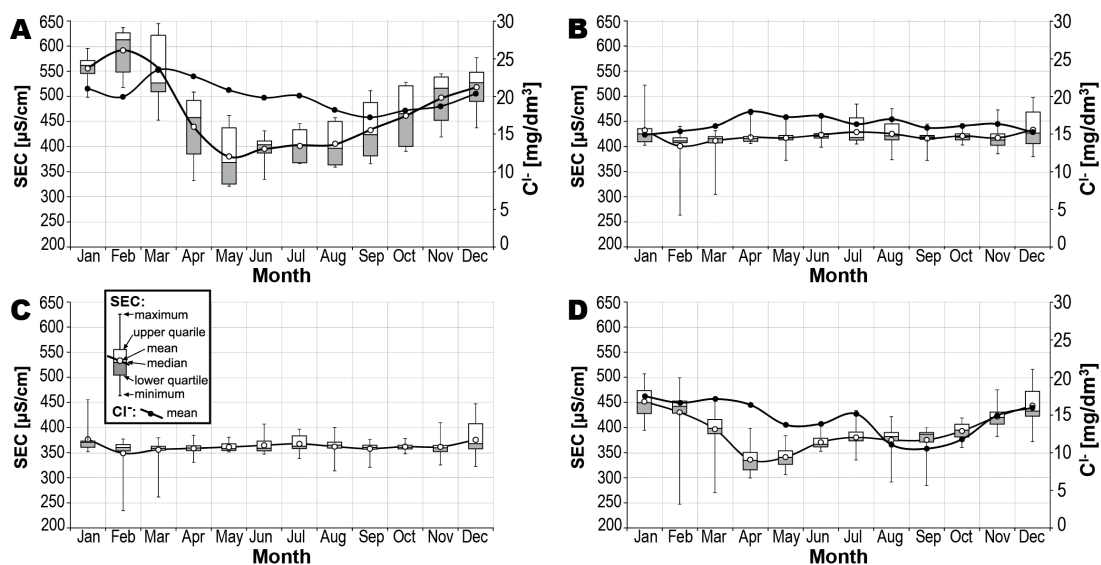 A
SEC [µS/cm]
650
600
550
500
450
400
350
300
250
200
30
25
20
15
10
5
0
Cl- [mg/dm³]
Jan Feb Mar Apr May Jun Jul Aug Sep Oct Nov Dec
Month
B
SEC [µS/cm]
650
600
550
500
450
400
350
300
250
200
30
25
20
15
10
5
0
Cl- [mg/dm³]
Jan Feb Mar Apr May Jun Jul Aug Sep Oct Nov Dec
Month
C
SEC [µS/cm]
650
600
550
500
450
400
350
300
250
200
SEC:
maximum
upper quarile
mean
median
lower quartile
minimum
Cl-: mean
Jan Feb Mar Apr May Jun Jul Aug Sep Oct Nov Dec
Month
D
SEC [µS/cm]
650
600
550
500
450
400
350
300
250
200
30
25
20
15
10
5
0
Cl- [mg/dm³]
Jan Feb Mar Apr May Jun Jul Aug Sep Oct Nov Dec
Month